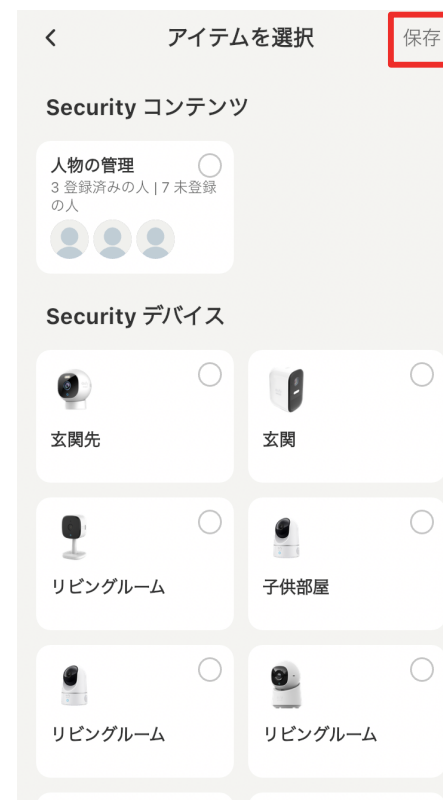 アイテムを選択 保存
Security コンテンツ
人物の管理
3 登録済みの人 | 7 未登録
の人
Security デバイス
玄関先
玄関
リビングルーム
子供部屋
リビングルーム
リビングルーム